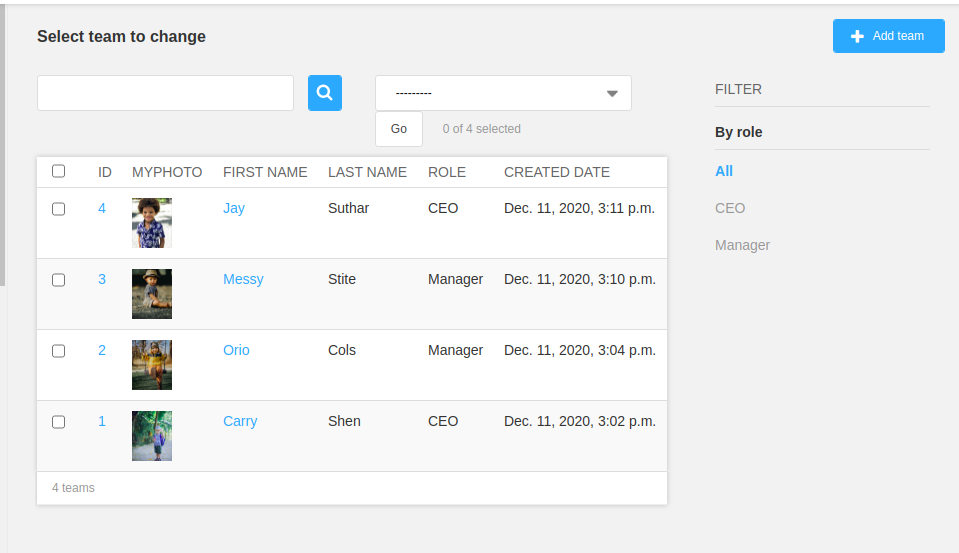 Select team to change
Add team
---------
Go 0 of 4 selected
FILTER
By role
All
CEO
Manager
ID MYPHOTO FIRST NAME LAST NAME ROLE CREATED DATE
4 Jay Suthar CEO Dec. 11, 2020, 3:11 p.m.
3 Messy Stite Manager Dec. 11, 2020, 3:10 p.m.
2 Orio Cols Manager Dec. 11, 2020, 3:04 p.m.
1 Carry Shen CEO Dec. 11, 2020, 3:02 p.m.
4 teams